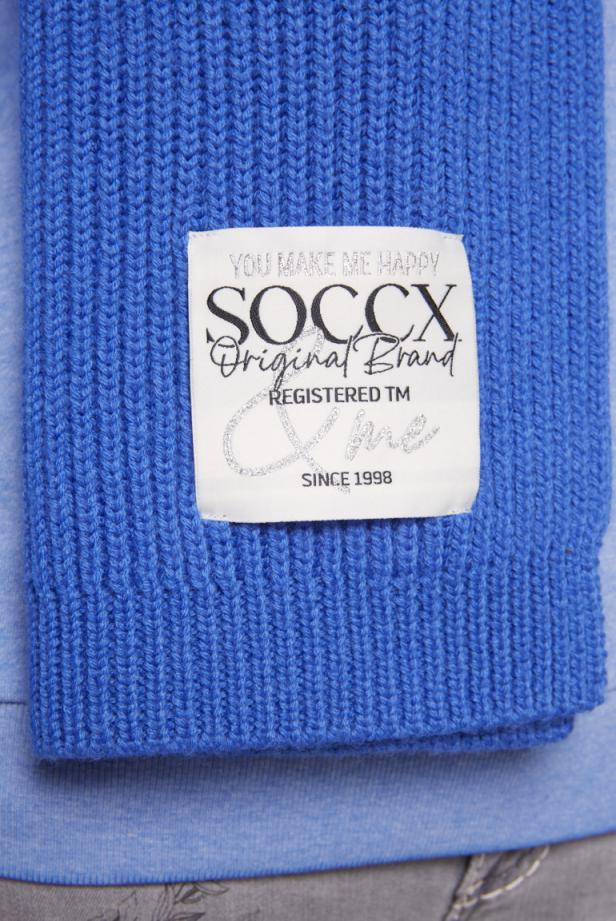 YOU MAKE ME HAPPY
SOCCX
Original Brand
REGISTERED TM
& me
SINCE 1998